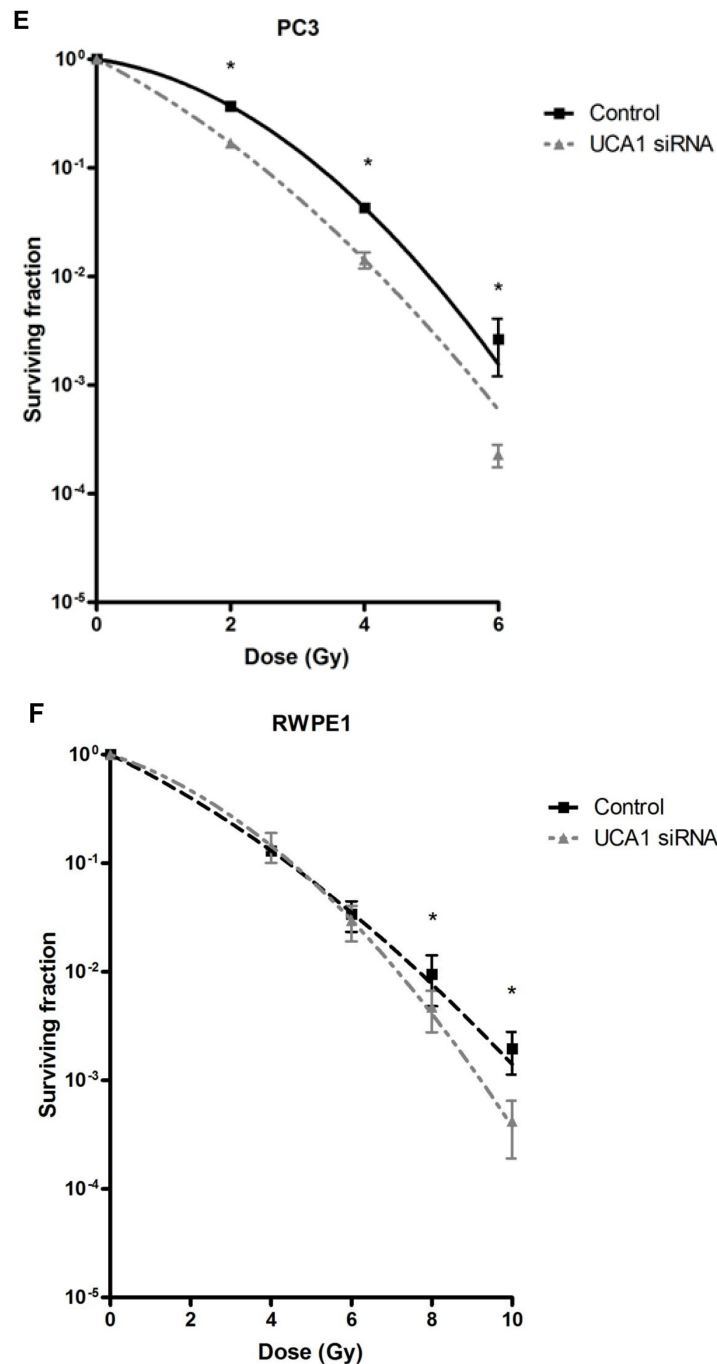 E
PC3
10⁰
10⁻¹
10⁻²
10⁻³
10⁻⁴
10⁻⁵
Surviving fraction
0 2 4 6
Dose (Gy)
* * *
Control
UCA1 siRNA
F
RWPE1
10⁰
10⁻¹
10⁻²
10⁻³
10⁻⁴
10⁻⁵
Surviving fraction
0 2 4 6 8 10
Dose (Gy)
* *
Control
UCA1 siRNA